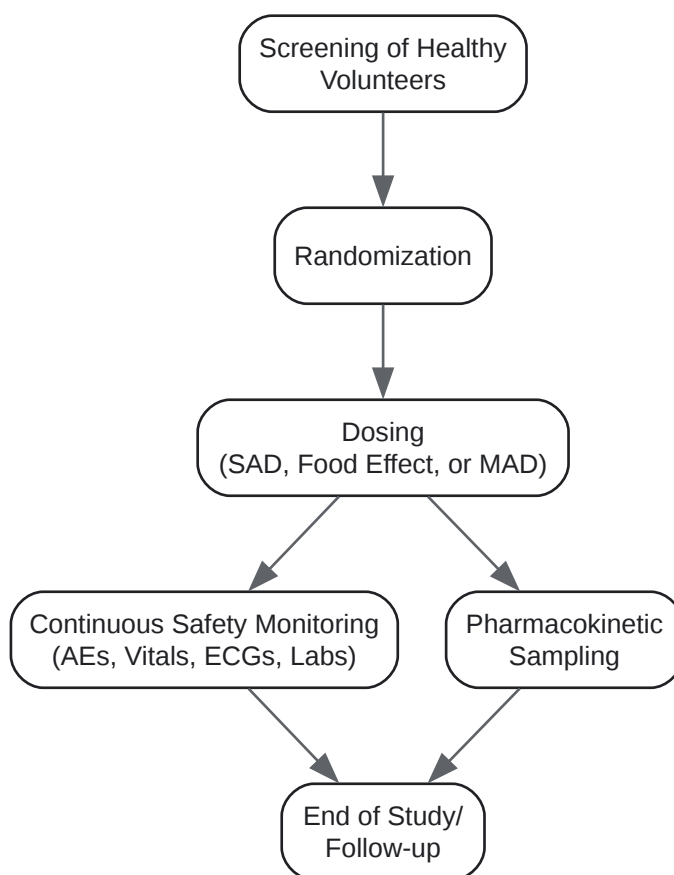 Screening of Healthy
Volunteers
Randomization
Dosing
(SAD, Food Effect, or MAD)
Continuous Safety Monitoring
(AEs, Vitals, ECGs, Labs)
Pharmacokinetic
Sampling
End of Study/
Follow-up